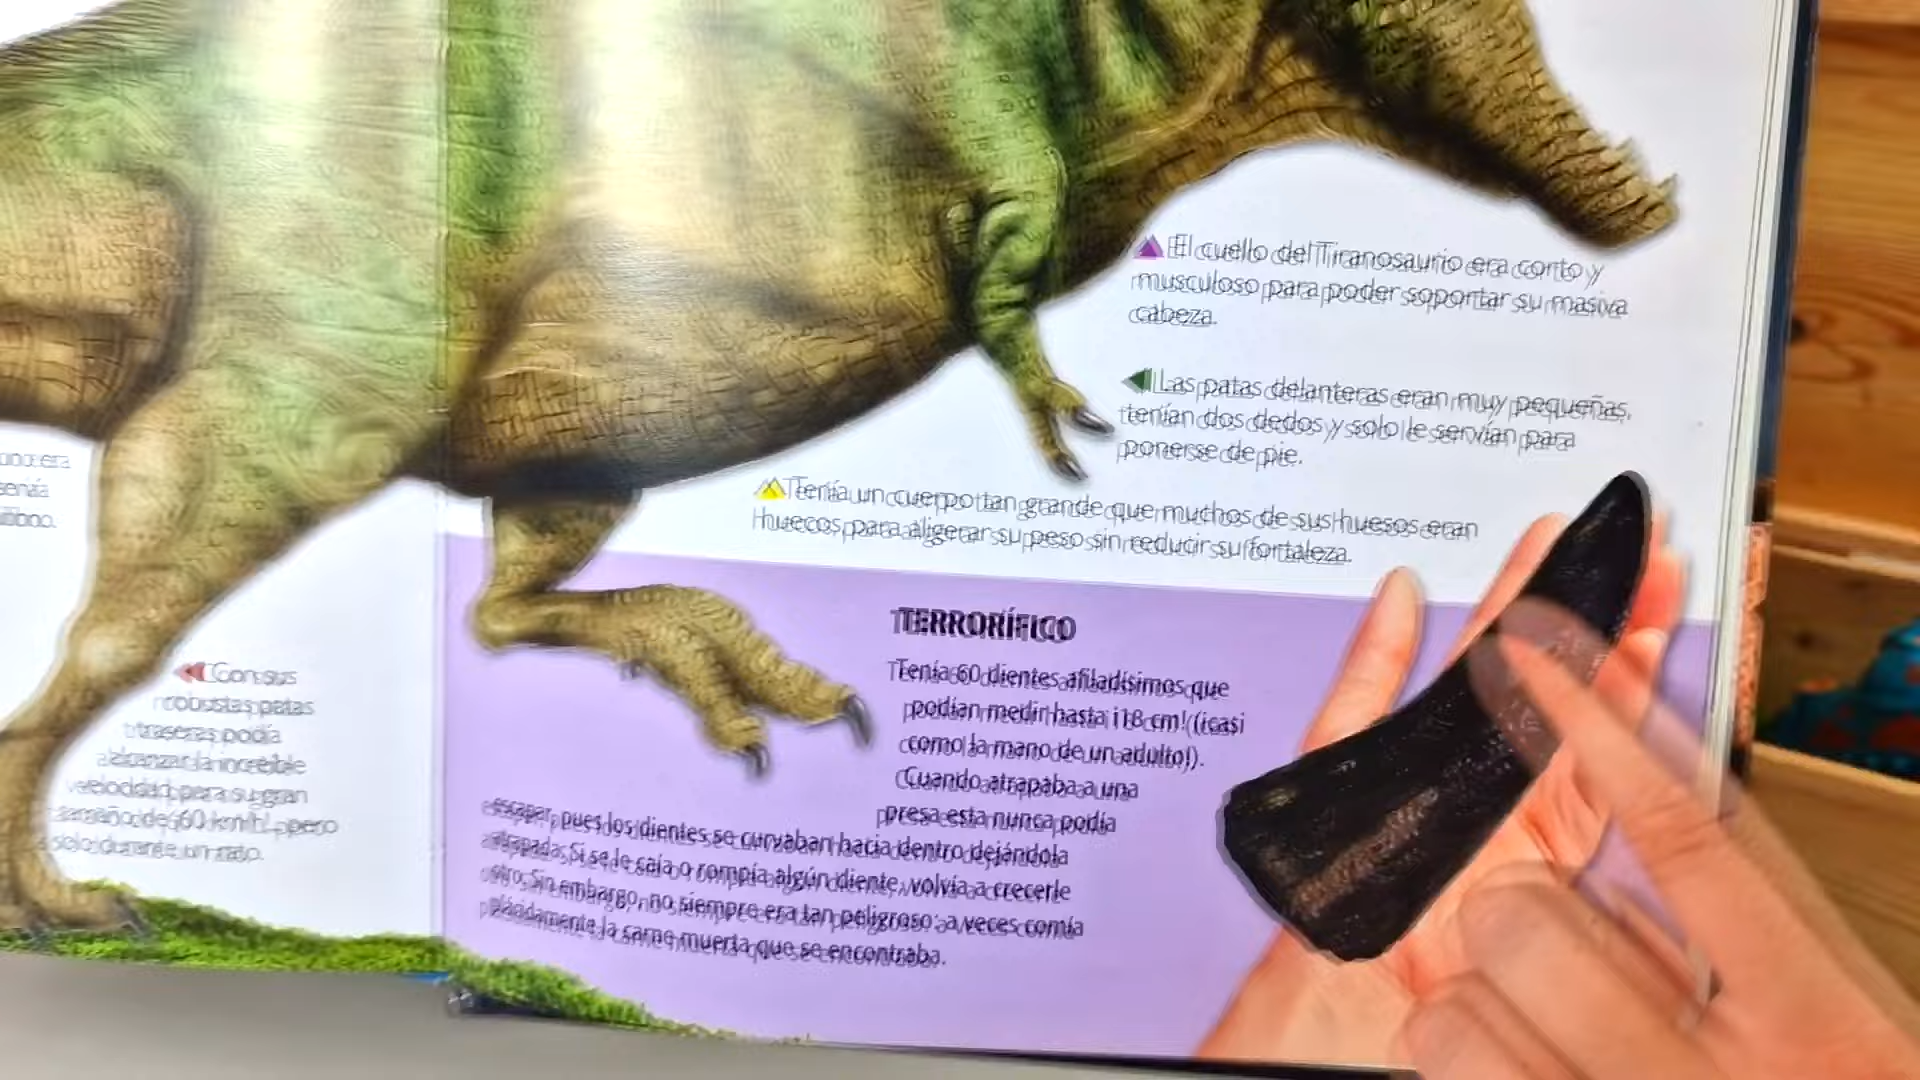 El cuello del Tiranosaurio era corto y
musculoso para poder soportar su masiva
cabeza.
Las patas delanteras eran muy pequeñas,
tenían dos dedos y solo le servían para
ponerse de pie.
Tenía un cuerpo tan grande que muchos de sus huesos eran
huecos, para aligerar su peso sin reducir su fortaleza.
Con sus
robustas patas
traseras podía
alcanzar la increíble
velocidad, para su gran
tamaño, de ¡60 km/h!, pero
solo durante un rato.
TERRORÍFICO
Tenía 60 dientes afiladísimos que
podían medir hasta ¡18 cm! (¡casi
como la mano de un adulto!).
Cuando atrapaba a una
presa esta nunca podía
escapar, pues los dientes se curvaban hacia dentro dejándola
atrapada. Si se le caía o rompía algún diente, volvía a crecerle
otro. Sin embargo, no siempre era tan peligroso: a veces comía
plácidamente la carne muerta que se encontraba.